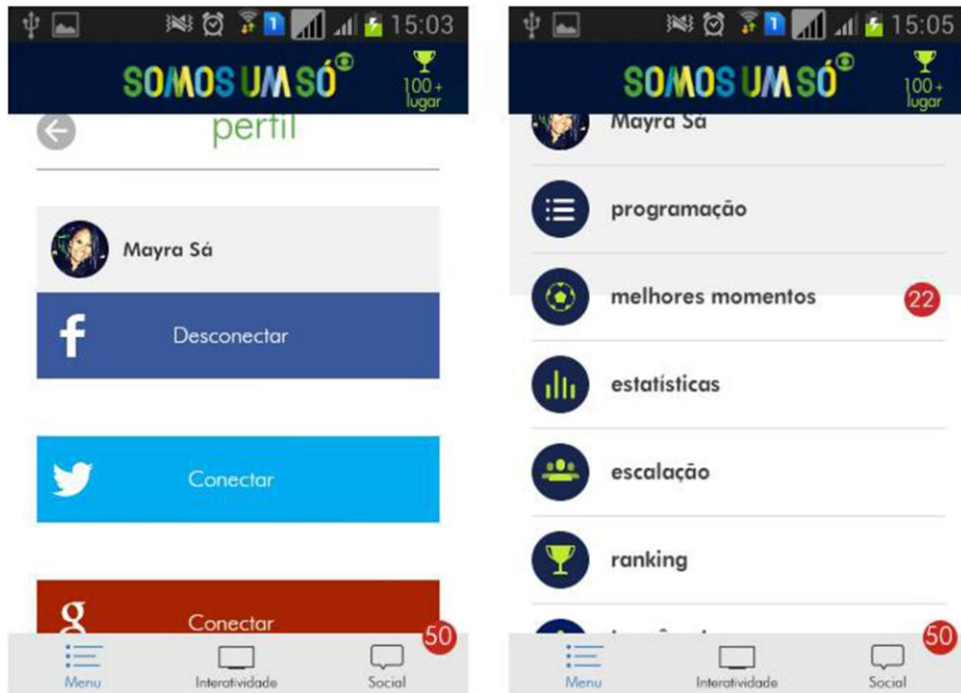 15:03
SOMOS UM SÓ
100+
lugar
perfil
Mayra Sá
f
Desconectar
Conectar
g
Conectar
50
Menu
Interatividade
Social
15:05
SOMOS UM SÓ
100+
lugar
Mayra Sá
programação
melhores momentos
22
estatísticas
escalação
ranking
50
Menu
Interatividade
Social